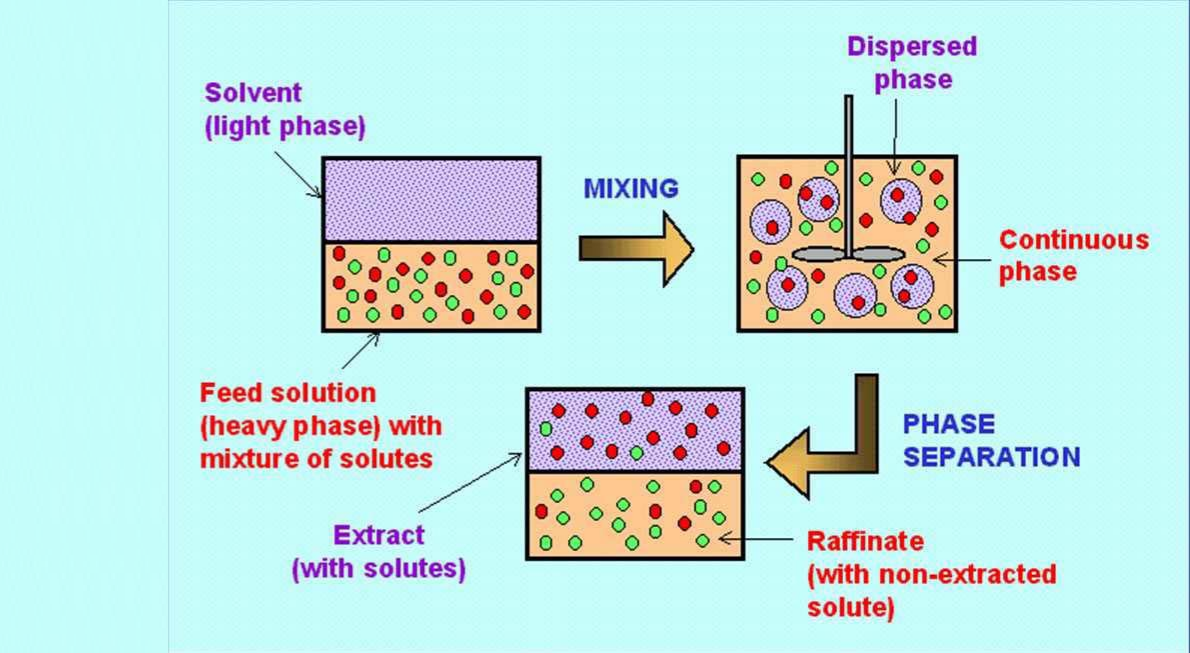 Solvent
(light phase)
MIXING
Dispersed
phase
Continuous
phase
Feed solution
(heavy phase) with
mixture of solutes
PHASE
SEPARATION
Extract
(with solutes)
Raffinate
(with non-extracted
solute)